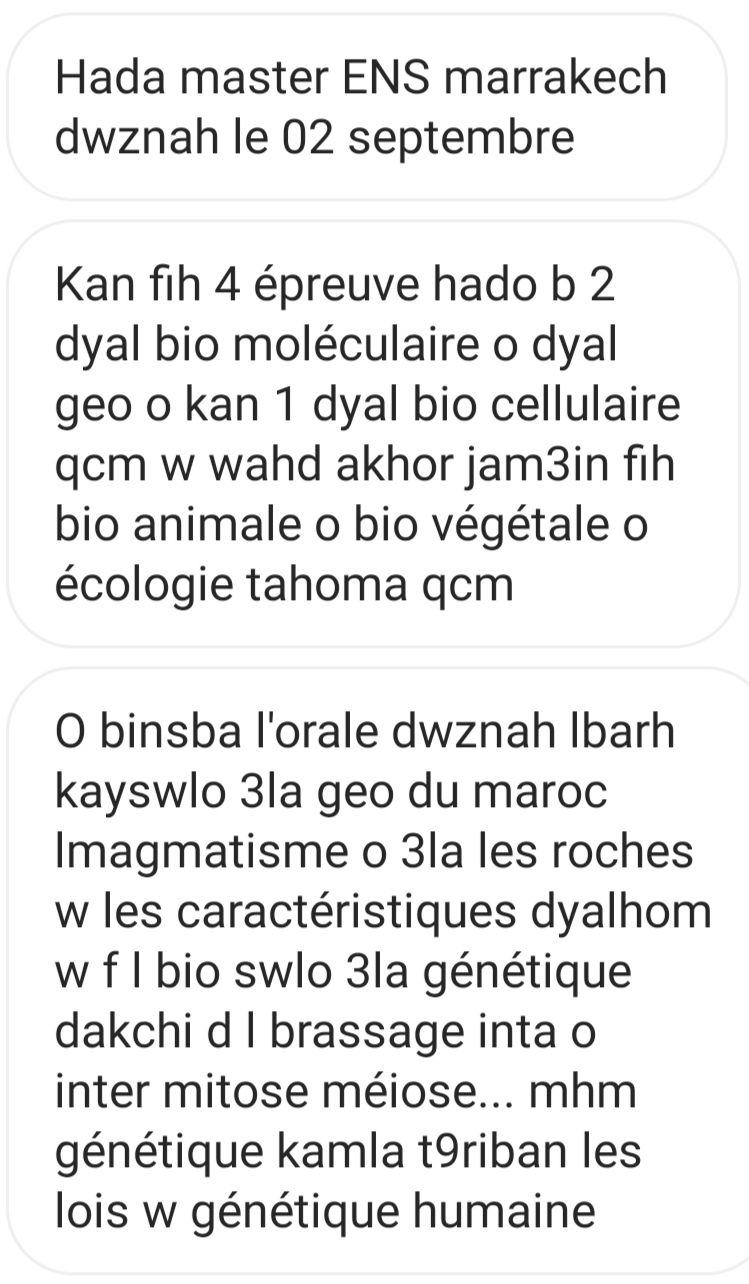 Hada master ENS marrakech
dwznah le 02 septembre
Kan fih 4 épreuve hado b 2
dyal bio moléculaire o dyal
geo o kan 1 dyal bio cellulaire
qcm w wahd akhor jam3in fih
bio animale o bio végétale o
écologie tahoma qcm
O binsba l'orale dwznah lbarh
kayswlo 3la geo du maroc
lmagmatisme o 3la les roches
w les caractéristiques dyalhom
w f l bio swlo 3la génétique
dakchi d l brassage inta o
inter mitose méiose... mhm
génétique kamla t9riban les
lois w génétique humaine